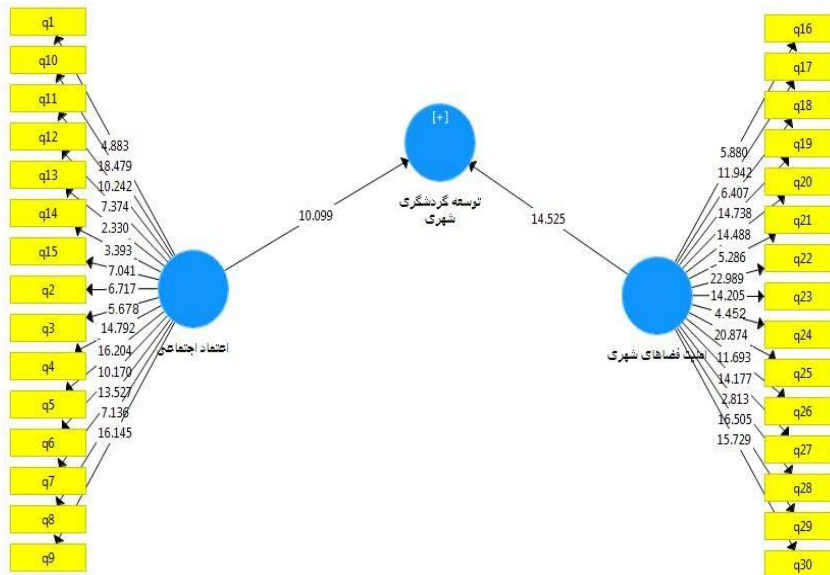 q1
q10
q11
q12
q13
q14
q15
q2
q3
q4
q5
q6
q7
q8
q9
4.883
18.479
10.242
7.374
2.330
3.393
7.041
6.717
5.678
14.792
16.204
10.170
13.527
7.136
16.145
اعتماد اجتماعی
10.099
[+]
توسعه گردشگری
شهری
14.525
امنیت فضاهای شهری
5.880
11.942
6.407
14.738
14.488
5.286
22.989
14.205
4.452
20.874
11.693
14.177
2.813
16.505
15.729
q16
q17
q18
q19
q20
q21
q22
q23
q24
q25
q26
q27
q28
q29
q30